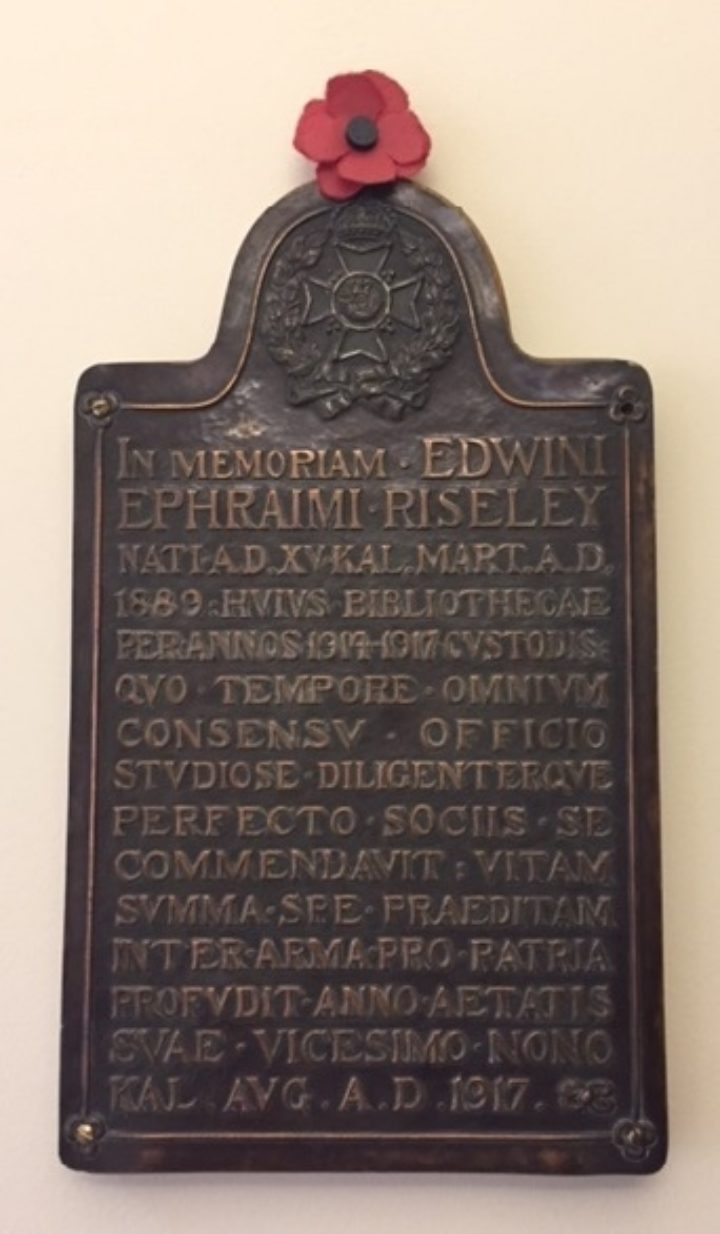 IN MEMORIAM · EDWINI
EPHRAIMI · RISELEY
NATI·A.D.XV·KAL.MART.A.D.
1889:HVIVS·BIBLIOTHECAE
PER·ANNOS·1914–1917·CVSTODIS:
QVO · TEMPORE · OMNIVM
CONSENSV · OFFICIO
STVDIOSE·DILIGENTERQVE
PERFECTO·SOCIIS·SE
COMMENDAVIT : VITAM
SVMMA·SPE·PRAEDITAM
INTER·ARMA·PRO·PATRIA
PROFVDIT·ANNO·AETATIS
SVAE·VICESIMO·NONO
KAL.AVG.A.D.1917.